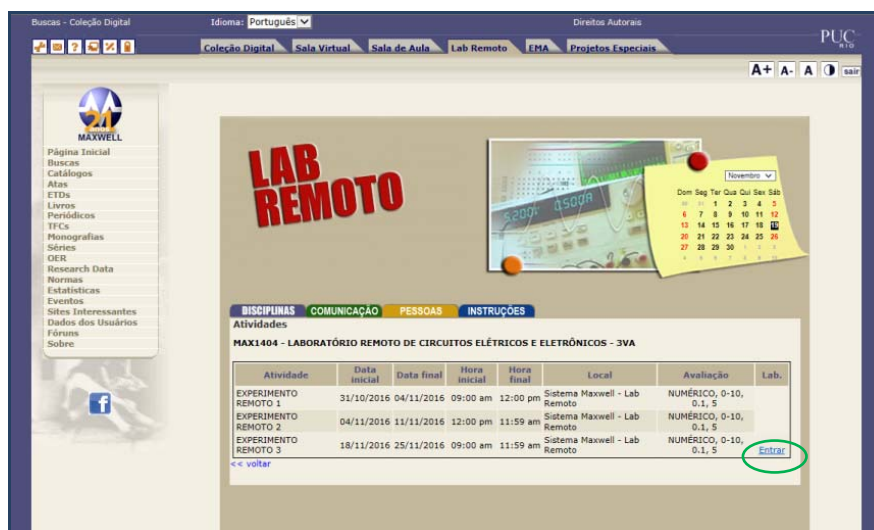 Buscas - Coleção Digital
Idioma: Português
Direitos Autorais
Coleção Digital Sala Virtual Sala de Aula Lab Remoto EMA Projetos Especiais
PUC
RIO
A+ A- A sair
21
MAXWELL
Página Inicial
Buscas
Catálogos
Atas
ETDs
Livros
Periódicos
TFCs
Monografias
Séries
OER
Research Data
Normas
Estatísticas
Eventos
Sites Interessantes
Dados dos Usuários
Fóruns
Sobre
f
LAB
REMOTO
Novembro
Dom Seg Ter Qua Qui Sex Sáb
1 2 3 4 5
6 7 8 9 10 11 12
13 14 15 16 17 18 19
20 21 22 23 24 25 26
27 28 29 30
DISCIPLINAS COMUNICAÇÃO PESSOAS INSTRUÇÕES
Atividades
MAX1404 - LABORATÓRIO REMOTO DE CIRCUITOS ELÉTRICOS E ELETRÔNICOS - 3VA
Atividade Data inicial Data final Hora inicial Hora final Local Avaliação Lab.
EXPERIMENTO REMOTO 1 31/10/2016 04/11/2016 09:00 am 12:00 pm Sistema Maxwell - Lab Remoto NUMÉRICO, 0-10, 0.1, 5
EXPERIMENTO REMOTO 2 04/11/2016 11/11/2016 12:00 pm 11:59 am Sistema Maxwell - Lab Remoto NUMÉRICO, 0-10, 0.1, 5
EXPERIMENTO REMOTO 3 18/11/2016 25/11/2016 09:00 am 11:59 am Sistema Maxwell - Lab Remoto NUMÉRICO, 0-10, 0.1, 5 Entrar
<< voltar